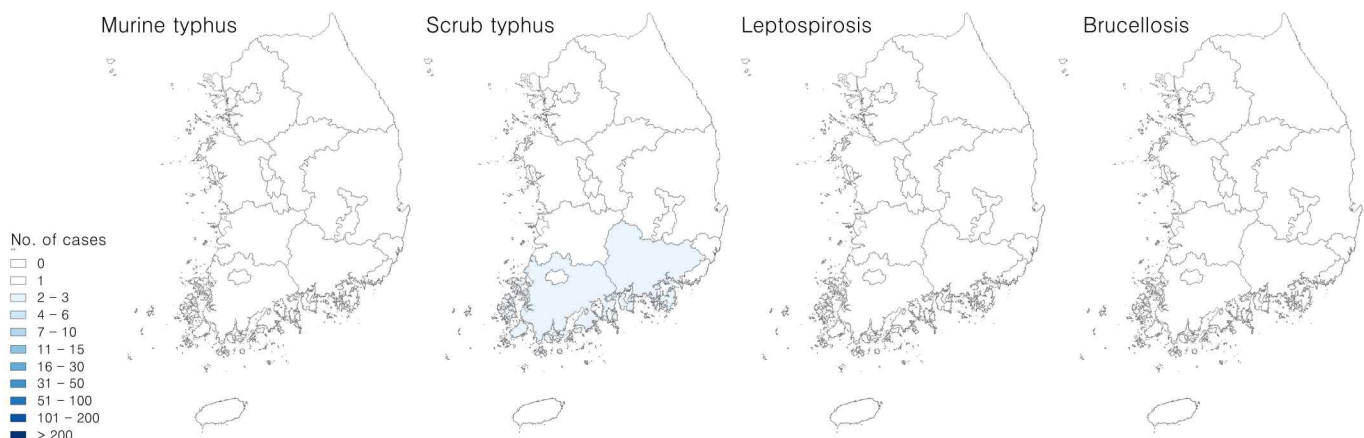 Murine typhus
Scrub typhus
Leptospirosis
Brucellosis
No. of cases
0
1
2 – 3
4 – 6
7 – 10
11 – 15
16 – 30
31 – 50
51 – 100
101 – 200
> 200